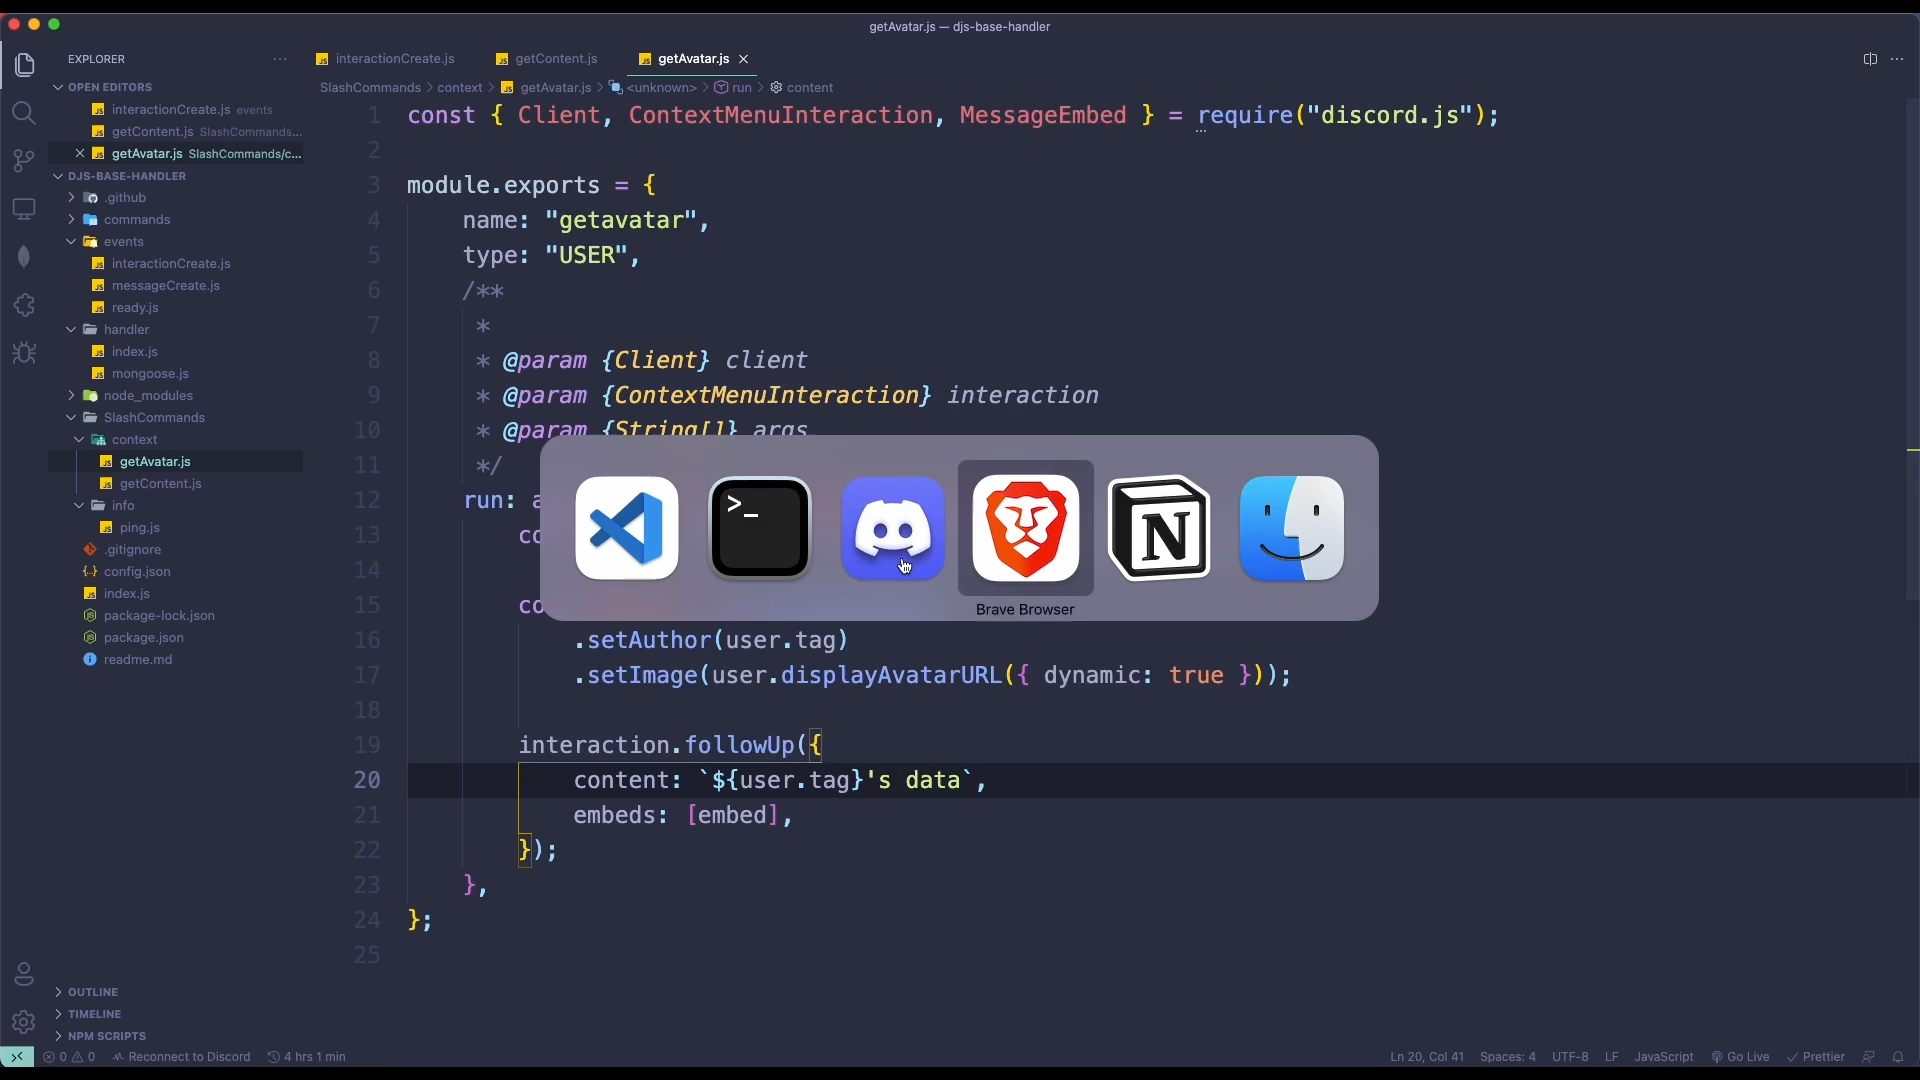 getAvatar.js — djs-base-handler
EXPLORER
OPEN EDITORS
interactionCreate.js events
getContent.js SlashCommands...
getAvatar.js SlashCommands/c...
DJS-BASE-HANDLER
.github
commands
events
interactionCreate.js
messageCreate.js
ready.js
handler
index.js
mongoose.js
node_modules
SlashCommands
context
getAvatar.js
getContent.js
info
ping.js
.gitignore
config.json
index.js
package-lock.json
package.json
readme.md
OUTLINE
TIMELINE
NPM SCRIPTS
interactionCreate.js getContent.js getAvatar.js
SlashCommands > context > getAvatar.js > <unknown> > run > content
1 const { Client, ContextMenuInteraction, MessageEmbed } = require("discord.js");
2
3 module.exports = {
4 name: "getavatar",
5 type: "USER",
6 /**
7 *
8 * @param {Client} client
9 * @param {ContextMenuInteraction} interaction
10 * @param {String[]} args
11 */
12 run: a
13 co
14
15 co
16 .setAuthor(user.tag)
17 .setImage(user.displayAvatarURL({ dynamic: true }));
18
19 interaction.followUp({
20 content: `${user.tag}'s data`,
21 embeds: [embed],
22 });
23 },
24 };
25
>_
N
Brave Browser
0 0 Reconnect to Discord 4 hrs 1 min
Ln 20, Col 41 Spaces: 4 UTF-8 LF JavaScript Go Live Prettier